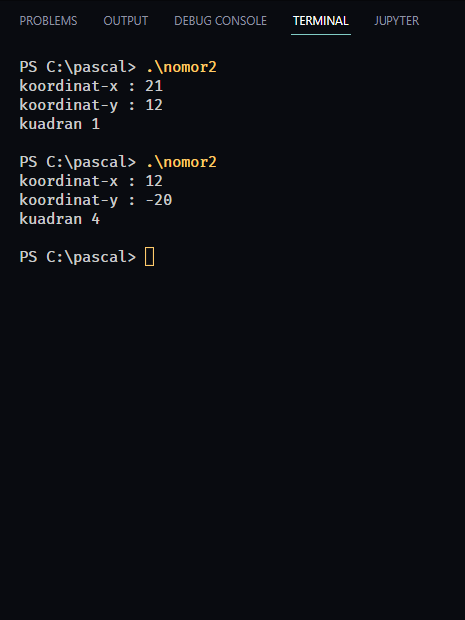 PROBLEMS OUTPUT DEBUG CONSOLE TERMINAL JUPYTER
PS C:\pascal> .\nomor2
koordinat-x : 21
koordinat-y : 12
kuadran 1
PS C:\pascal> .\nomor2
koordinat-x : 12
koordinat-y : -20
kuadran 4
PS C:\pascal>